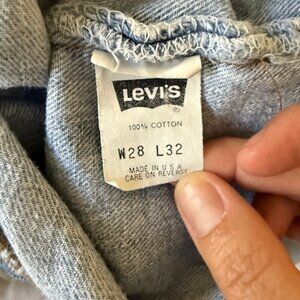 LEVI'S
®
100% COTTON
W28 L32
MADE IN U.S.A.
CARE ON REVERSE